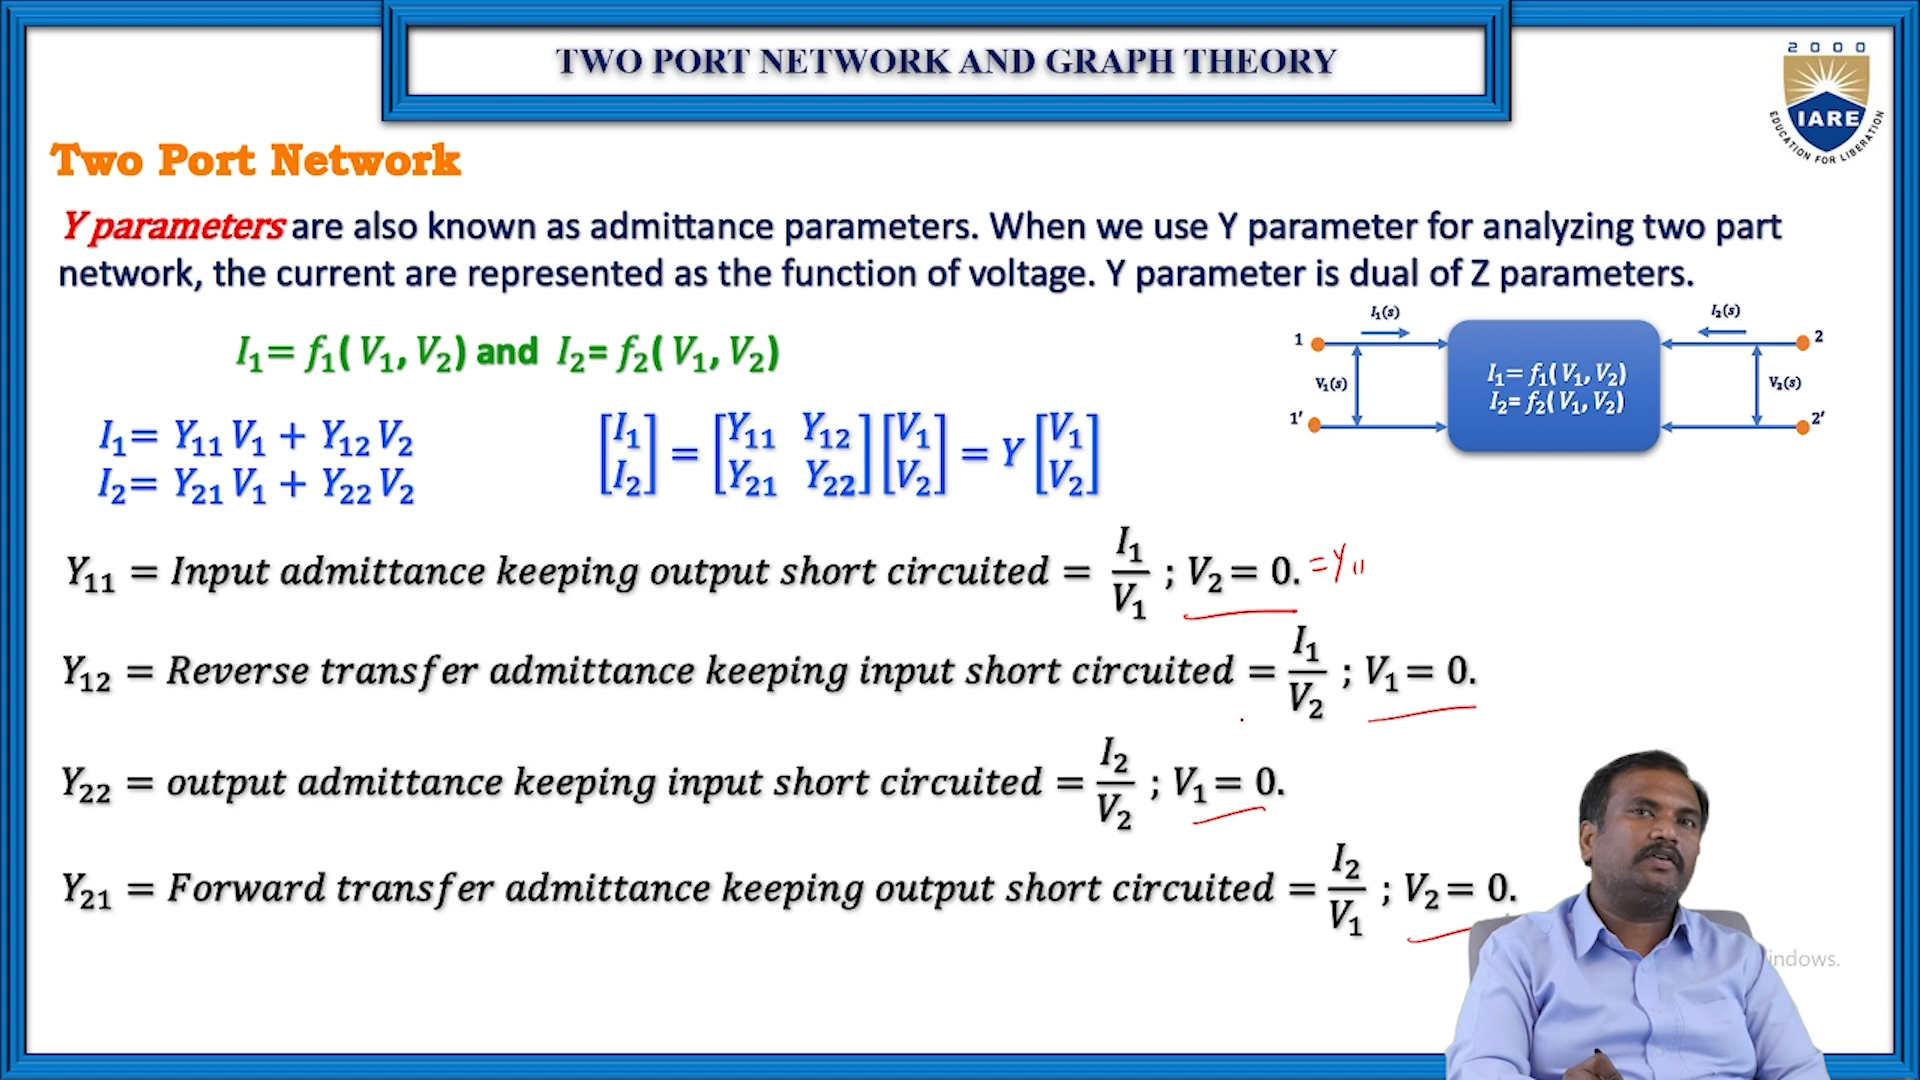 TWO PORT NETWORK AND GRAPH THEORY
2000
IARE
EDUCATION FOR LIBERATION
Two Port Network
Y parameters are also known as admittance parameters. When we use Y parameter for analyzing two part
network, the current are represented as the function of voltage. Y parameter is dual of Z parameters.
I₁= f₁( V₁, V₂) and I₂= f₂( V₁, V₂)
I₁= Y₁₁ V₁ + Y₁₂ V₂
I₂= Y₂₁ V₁ + Y₂₂ V₂
[I₁ I₂] = [Y₁₁ Y₁₂ Y₂₁ Y₂₂] [V₁ V₂] = Y [V₁ V₂]
I₁(s)
I₂(s)
1
2
V₁(s)
V₂(s)
I₁= f₁( V₁, V₂)
I₂= f₂( V₁, V₂)
1'
2'
Y₁₁ = Input admittance keeping output short circuited = I₁/V₁ ; V₂= 0. = Y₁₁
Y₁₂ = Reverse transfer admittance keeping input short circuited = I₁/V₂ ; V₁= 0.
Y₂₂ = output admittance keeping input short circuited = I₂/V₂ ; V₁= 0.
Y₂₁ = Forward transfer admittance keeping output short circuited = I₂/V₁ ; V₂= 0.